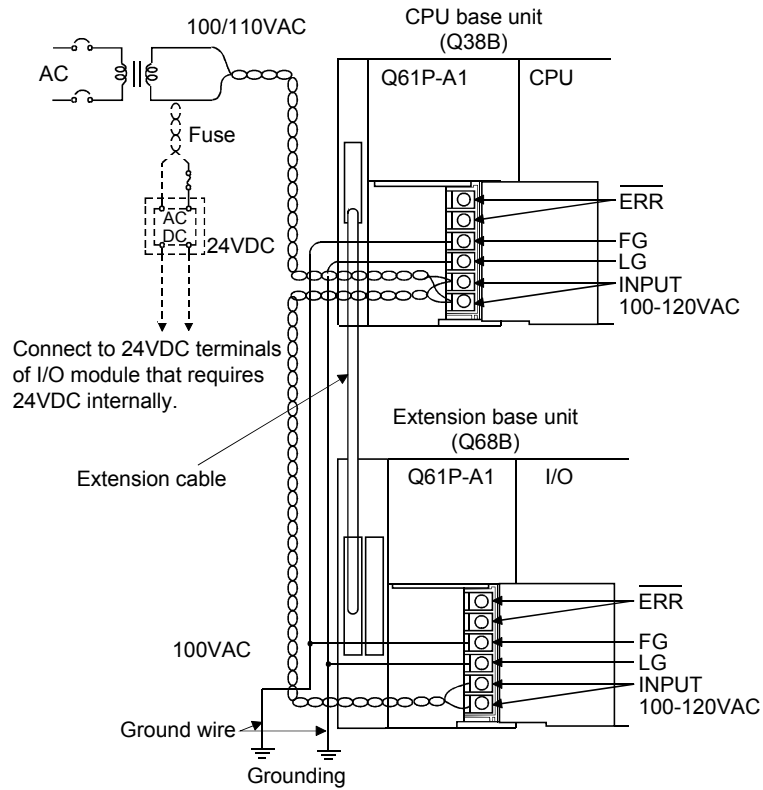 100/110VAC
CPU base unit
(Q38B)
AC
Q61P-A1
CPU
Fuse
AC
DC
24VDC
ERR
FG
LG
INPUT
100-120VAC
Connect to 24VDC terminals
of I/O module that requires
24VDC internally.
Extension base unit
(Q68B)
Extension cable
Q61P-A1
I/O
ERR
100VAC
FG
LG
INPUT
100-120VAC
Ground wire
Grounding